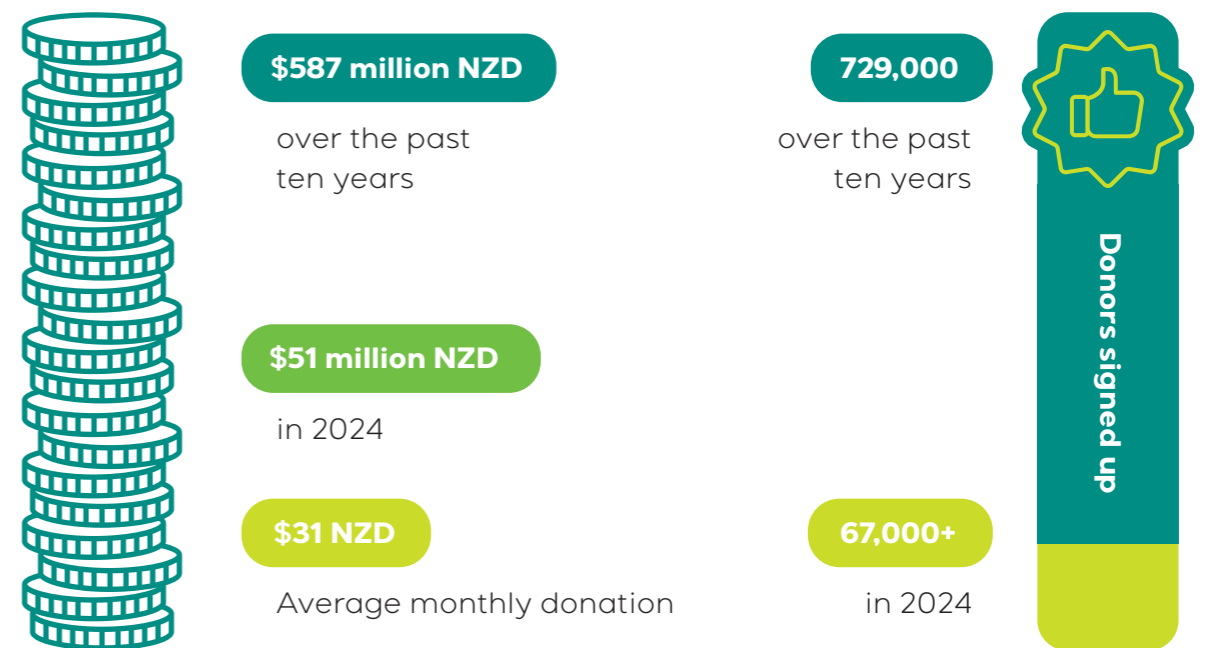 $587 million NZD
over the past
ten years
$51 million NZD
in 2024
$31 NZD
Average monthly donation
729,000
over the past
ten years
67,000+
in 2024
Donors signed up